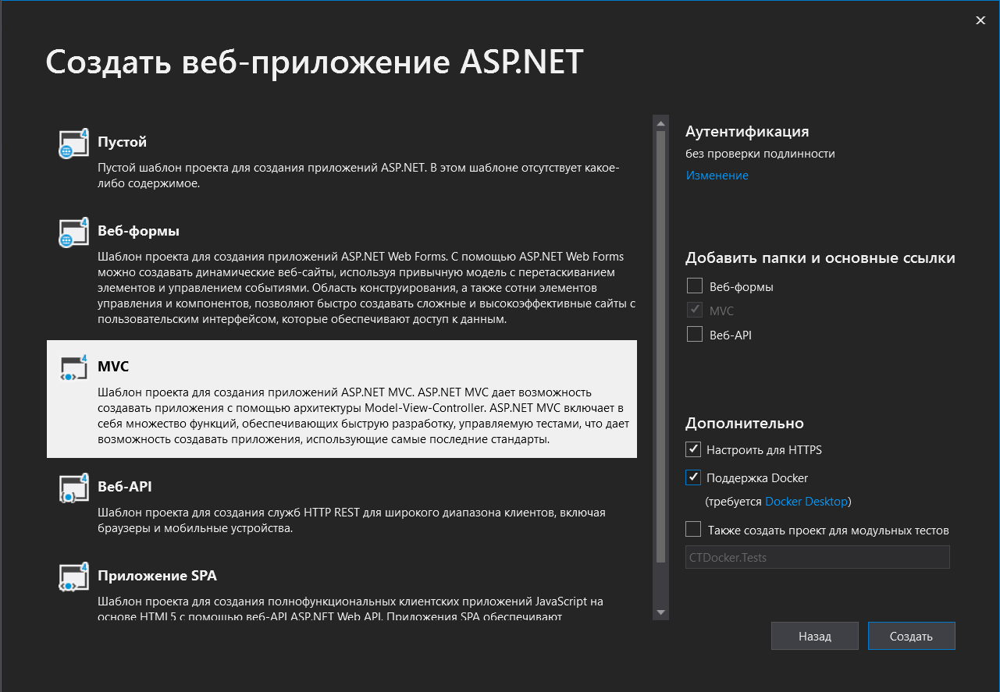 Создать веб-приложение ASP.NET
Пустой
Пустой шаблон проекта для создания приложений ASP.NET. В этом шаблоне отсутствует какое-
либо содержимое.
Веб-формы
Шаблон проекта для создания приложений ASP.NET Web Forms. С помощью ASP.NET Web Forms
можно создавать динамические веб-сайты, используя привычную модель с перетаскиванием
элементов и управлением событиями. Область конструирования, а также сотни элементов
управления и компонентов, позволяют быстро создавать сложные и высокоэффективные сайты с
пользовательским интерфейсом, которые обеспечивают доступ к данным.
MVC
Шаблон проекта для создания приложений ASP.NET MVC. ASP.NET MVC дает возможность
создавать приложения с помощью архитектуры Model-View-Controller. ASP.NET MVC включает в
себя множество функций, обеспечивающих быструю разработку, управляемую тестами, что дает
возможность создавать приложения, использующие самые последние стандарты.
Веб-API
Шаблон проекта для создания служб HTTP REST для широкого диапазона клиентов, включая
браузеры и мобильные устройства.
Приложение SPA
Шаблон проекта для создания полнофункциональных клиентских приложений JavaScript на
основе HTML5 с помощью веб-API ASP.NET Web API. Приложения SPA обеспечивают
Аутентификация
без проверки подлинности
Изменение
Добавить папки и основные ссылки
Веб-формы
MVC
Веб-API
Дополнительно
Настроить для HTTPS
Поддержка Docker
(требуется Docker Desktop)
Также создать проект для модульных тестов
CTDocker.Tests
Назад
Создать